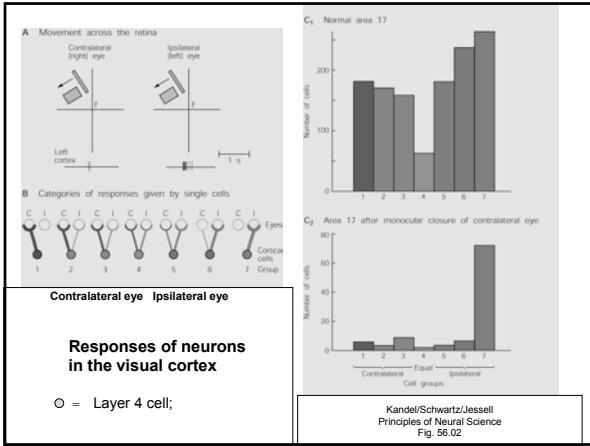 A Movement across the retina
Contralateral (right) eye
Ipsilateral (left) eye
F
F
Left cortex
1 s
B Categories of responses given by single cells
C I C I C I C I C I C I C I
Eyes
Cortical cells
1 2 3 4 5 6 7 Group
Contralateral eye Ipsilateral eye
Responses of neurons
in the visual cortex
= Layer 4 cell;
C₁ Normal area 17
Number of cells
200
100
0
1 2 3 4 5 6 7
C₂ Area 17 after monocular closure of contralateral eye
Number of cells
80
60
40
20
0
1 2 3 4 5 6 7
Contralateral Equal Ipsilateral
Cell groups
Kandel/Schwartz/Jessell
Principles of Neural Science
Fig. 56.02